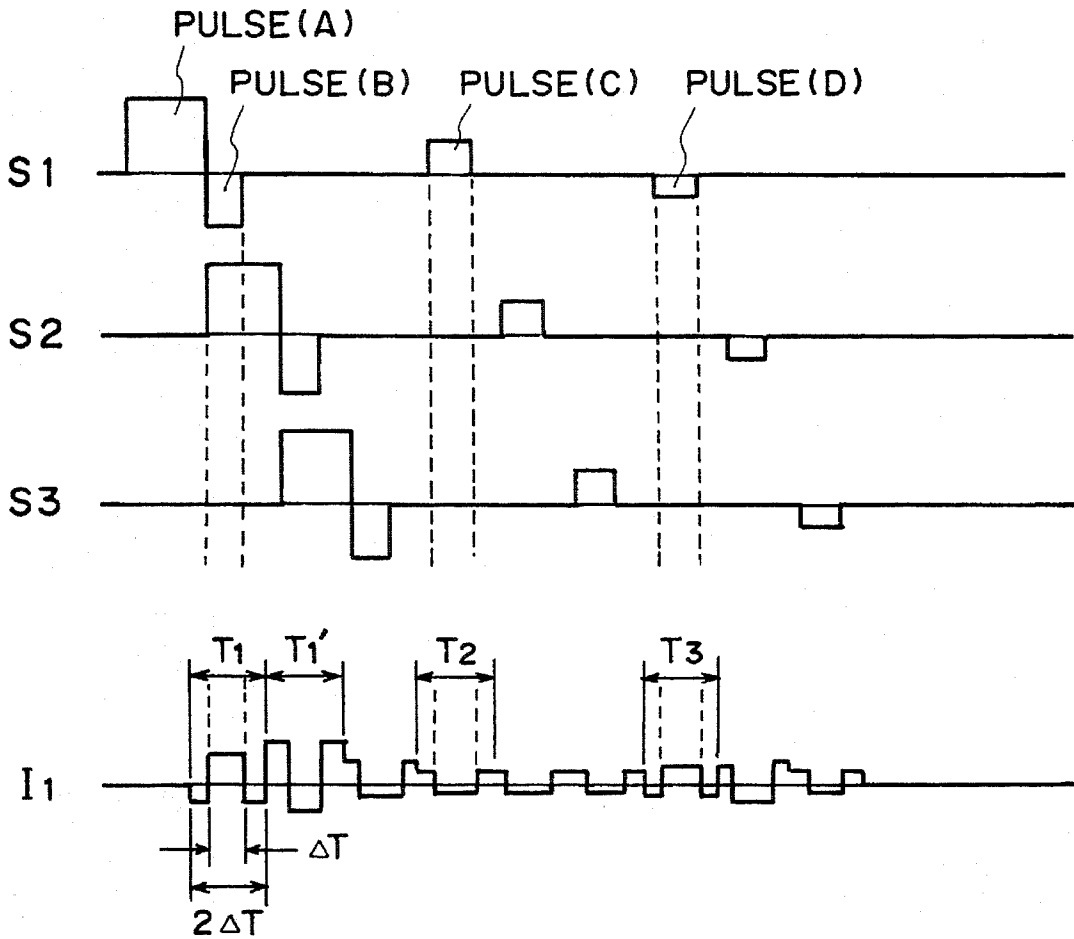 PULSE(A)
PULSE(B)
PULSE(C)
PULSE(D)
S1
S2
S3
T1
T1′
T2
T3
I1
ΔT
2ΔT